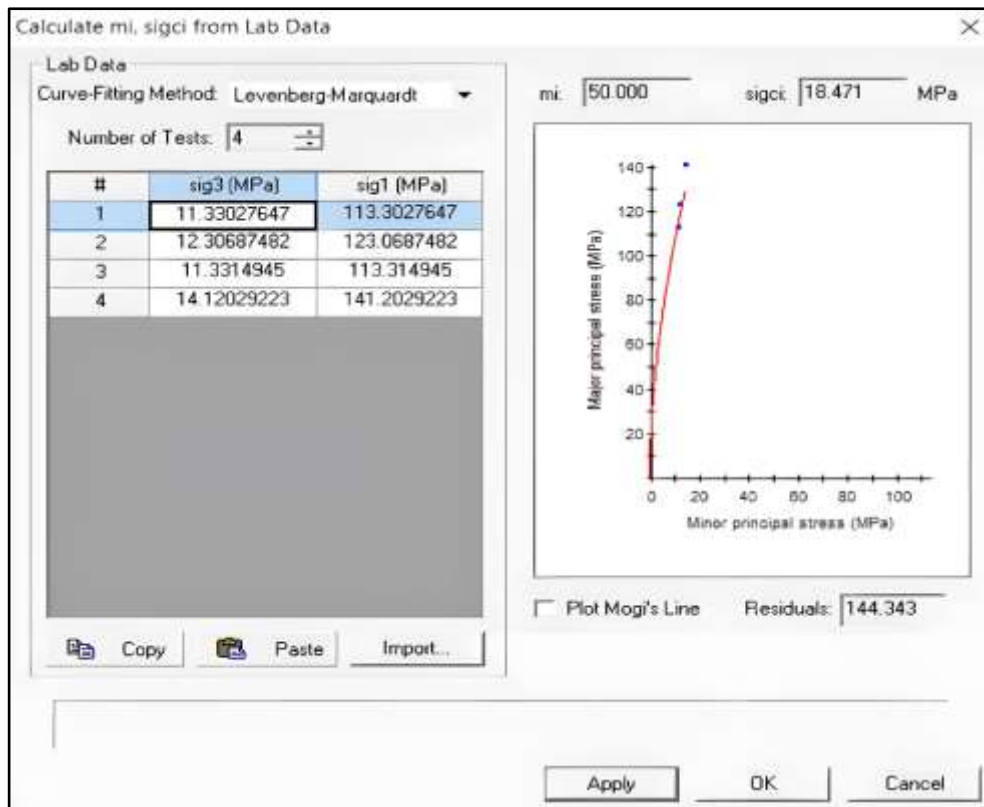 Calculate mi, sigci from Lab Data
Lab Data
Curve-Fitting Method: Levenberg-Marquardt
Number of Tests: 4
# sig3 (MPa) sig1 (MPa)
1 11.33027647 113.3027647
2 12.30687482 123.0687482
3 11.3314945 113.314945
4 14.12029223 141.2029223
Copy Paste Import...
mi: 50.000 sigci: 18.471 MPa
Major principal stress (MPa)
140
120
100
80
60
40
20
0 20 40 60 80 100
Minor principal stress (MPa)
Plot Mogi's Line Residuals: 144.343
Apply OK Cancel